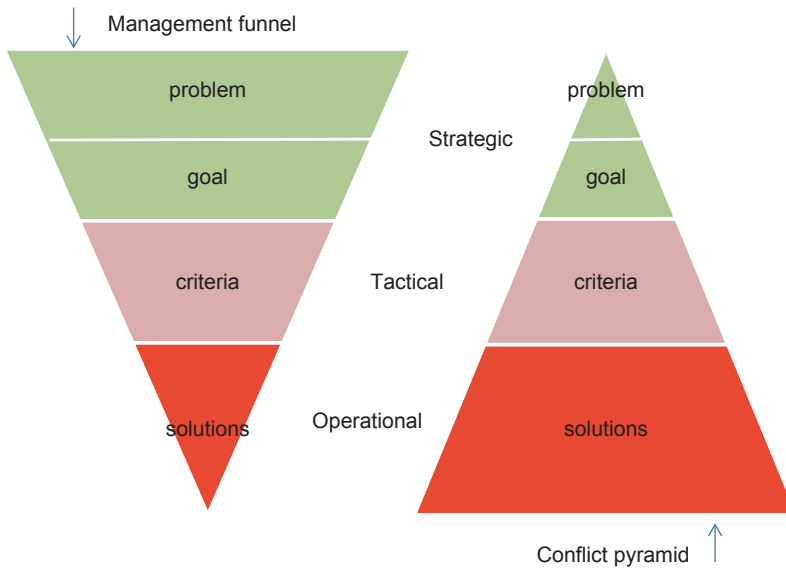 Management funnel
problem
problem
Strategic
goal
goal
criteria
Tactical
criteria
solutions
Operational
solutions
Conflict pyramid